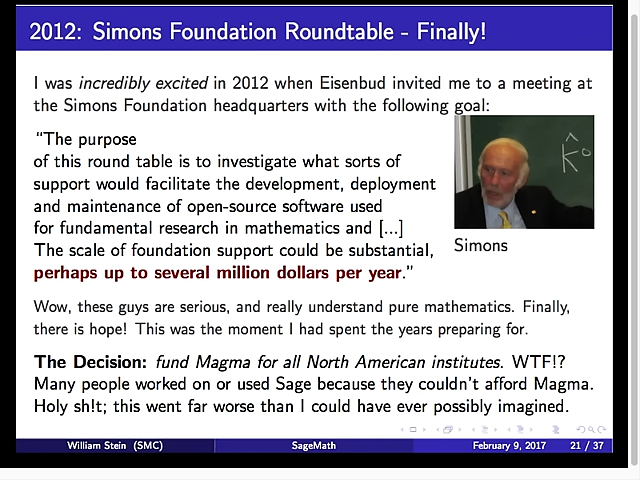 2012: Simons Foundation Roundtable - Finally!
I was incredibly excited in 2012 when Eisenbud invited me to a meeting at
the Simons Foundation headquarters with the following goal:
“The purpose
of this round table is to investigate what sorts of
support would facilitate the development, deployment
and maintenance of open-source software used
for fundamental research in mathematics and [...]
The scale of foundation support could be substantial,
perhaps up to several million dollars per year.”
Simons
Wow, these guys are serious, and really understand pure mathematics. Finally,
there is hope! This was the moment I had spent the years preparing for.
The Decision: fund Magma for all North American institutes. WTF!?
Many people worked on or used Sage because they couldn't afford Magma.
Holy sh!t; this went far worse than I could have ever possibly imagined.
William Stein (SMC) SageMath February 9, 2017 21 / 37